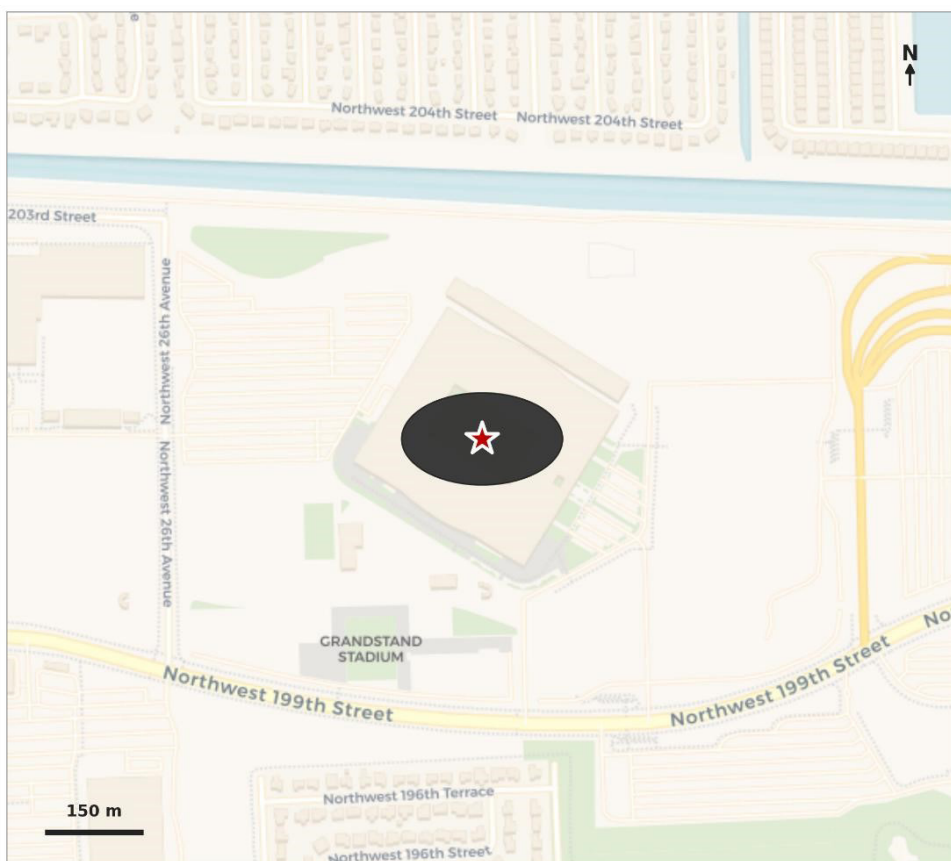 N
Northwest 204th Street
Northwest 204th Street
203rd Street
Northwest 26th Avenue
Northwest 26th Avenue
GRANDSTAND
STADIUM
Northwest 199th Street
Northwest 199th Street
No
150 m
Northwest 196th Terrace
Northwest 196th Street